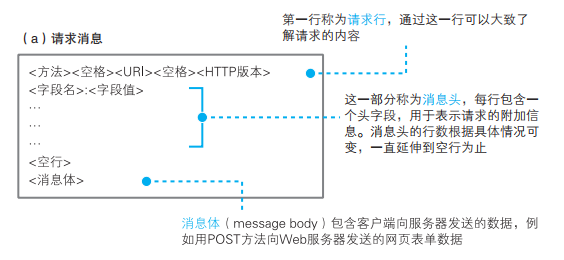 第一行称为请求行，通过这一行可以大致了
解请求的内容
（a）请求消息
<方法><空格><URI><空格><HTTP版本>
<字段名>:<字段值>
…
…
…
<空行>
<消息体>
这一部分称为消息头，每行包含一
个头字段，用于表示请求的附加信
息。消息头的行数根据具体情况可
变，一直延伸到空行为止
消息体（message body）包含客户端向服务器发送的数据，例
如用POST方法向Web服务器发送的网页表单数据